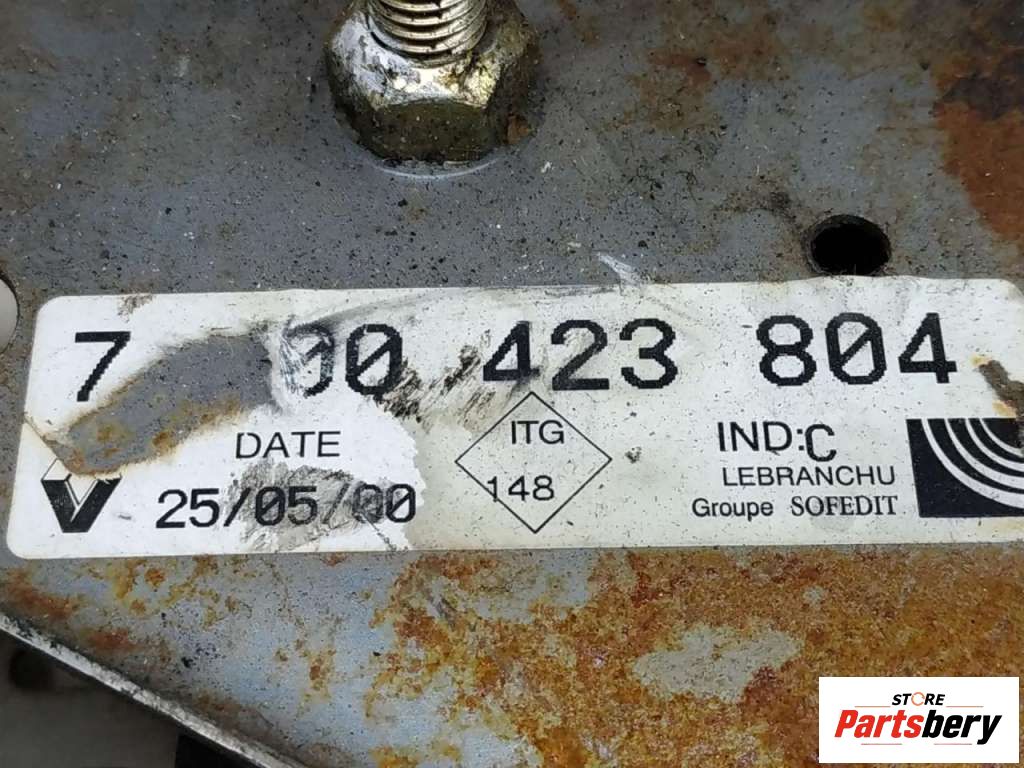 7 00 423 804
DATE
25/05/00
ITG
148
IND:C
LEBRANCHU
Groupe SOFEDIT
STORE
Partsbery